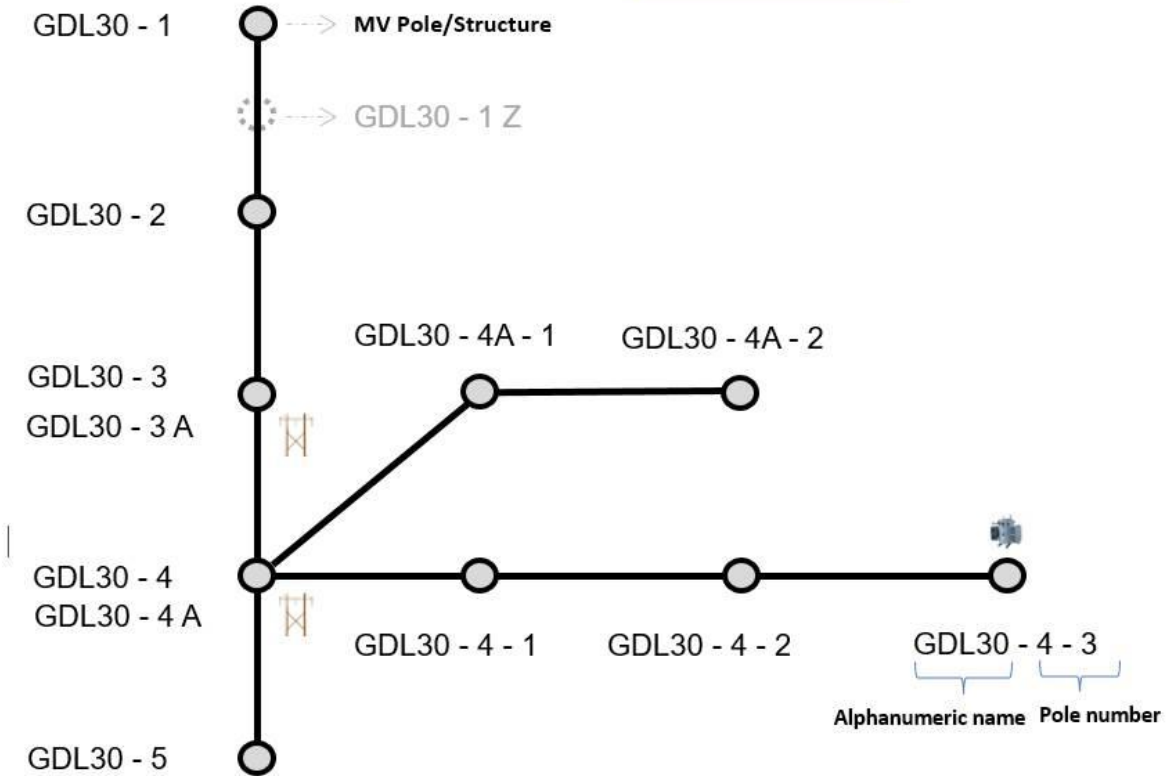 GDL30 - 1
MV Pole/Structure
GDL30 - 1 Z
GDL30 - 2
GDL30 - 4A - 1
GDL30 - 4A - 2
GDL30 - 3
GDL30 - 3 A
GDL30 - 4
GDL30 - 4 A
GDL30 - 4 - 1
GDL30 - 4 - 2
GDL30 - 4 - 3
Alphanumeric name
Pole number
GDL30 - 5